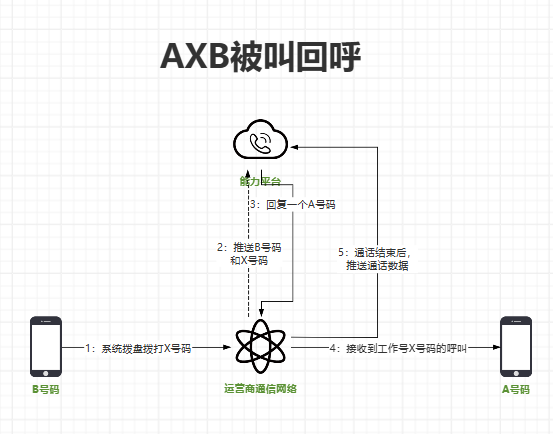 AXB被叫回呼
能力平台
3：回复一个A号码
2：推送B号码
和X号码
5：通话结束后，
推送通话数据
1：系统拨盘拨打X号码
4：接收到工作号X号码的呼叫
B号码
运营商通信网络
A号码